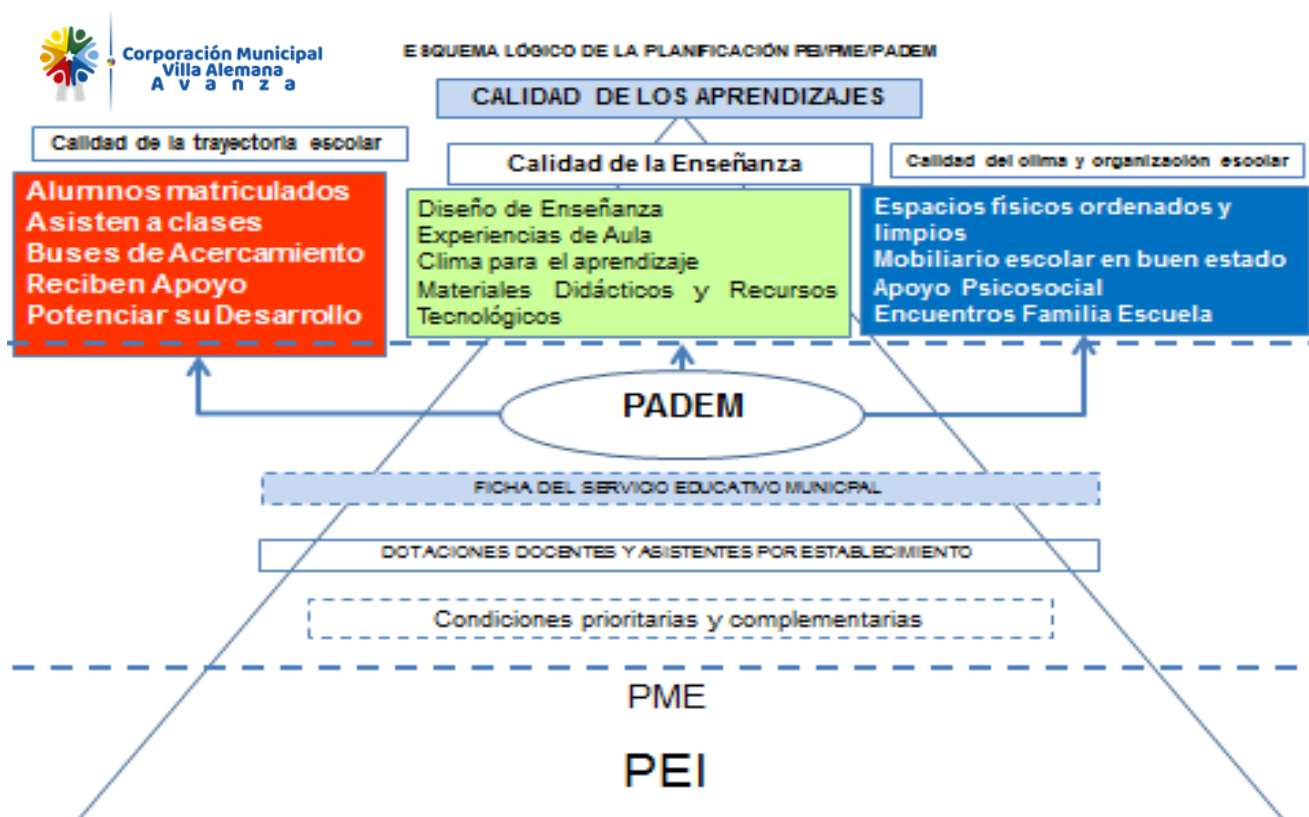 Corporación Municipal
Villa Alemana
A v a n z a
ESQUEMA LÓGICO DE LA PLANIFICACIÓN PEI/PME/PADEM
CALIDAD DE LOS APRENDIZAJES
Calidad de la trayectoria escolar
Alumnos matriculados
Asisten a clases
Buses de Acercamiento
Reciben Apoyo
Potenciar su Desarrollo
Calidad de la Enseñanza
Diseño de Enseñanza
Experiencias de Aula
Clima para el aprendizaje
Materiales Didácticos y Recursos
Tecnológicos
Calidad del clima y organización escolar
Espacios físicos ordenados y
limpios
Mobiliario escolar en buen estado
Apoyo Psicosocial
Encuentros Familia Escuela
PADEM
FICHA DEL SERVICIO EDUCATIVO MUNICPAL
DOTACIONES DOCENTES Y ASISTENTES POR ESTABLECIMIENTO
Condiciones prioritarias y complementarias
PME
PEI